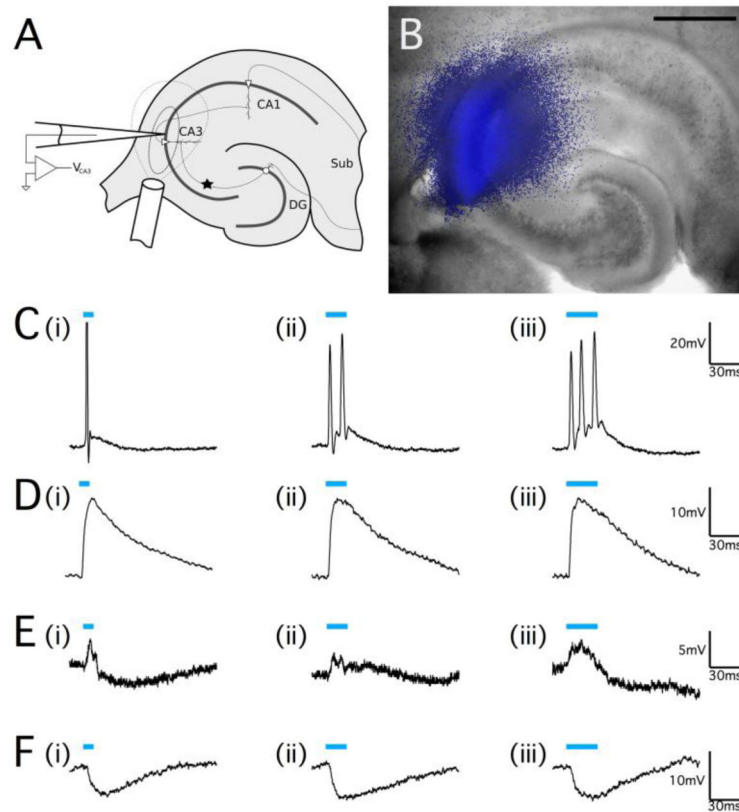 A
B
CA1
CA3
V_CA3
Sub
DG
C (i) (ii) (iii) 20mV
30ms
D (i) (ii) (iii) 10mV
30ms
E (i) (ii) (iii) 5mV
30ms
F (i) (ii) (iii) 10mV
30ms